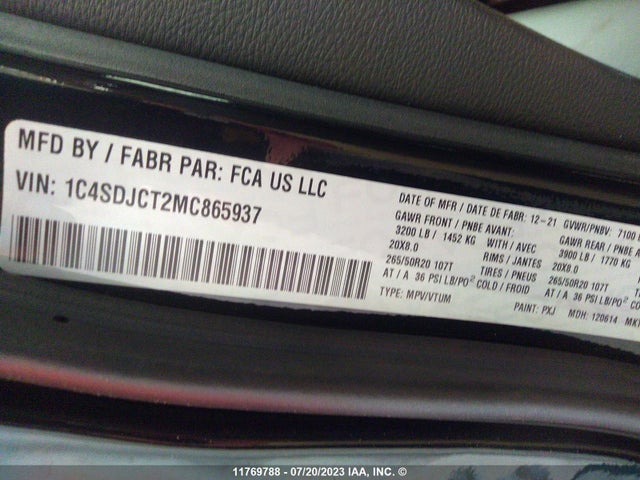 MFD BY / FABR PAR: FCA US LLC
VIN: 1C4SDJCT2MC865937
DATE OF MFR / DATE DE FABR: 12-21 GVWR/PNBV: 7100
GAWR FRONT / PNBE AVANT: GAWR REAR / PNBE
3200 LB / 1452 KG WITH / AVEC 3900 LB / 1770 KG
20X8.0 RIMS / JANTES 20X8.0
265/50R20 107T TIRES / PNEUS 265/50R20 107T
AT / A 36 PSI LB/PO² COLD / FROID AT / A 36 PSI LB/PO²
TYPE: MPV/VTUM PAINT: PXJ MDH: 120614
11769788 - 07/20/2023 IAA, INC. ©